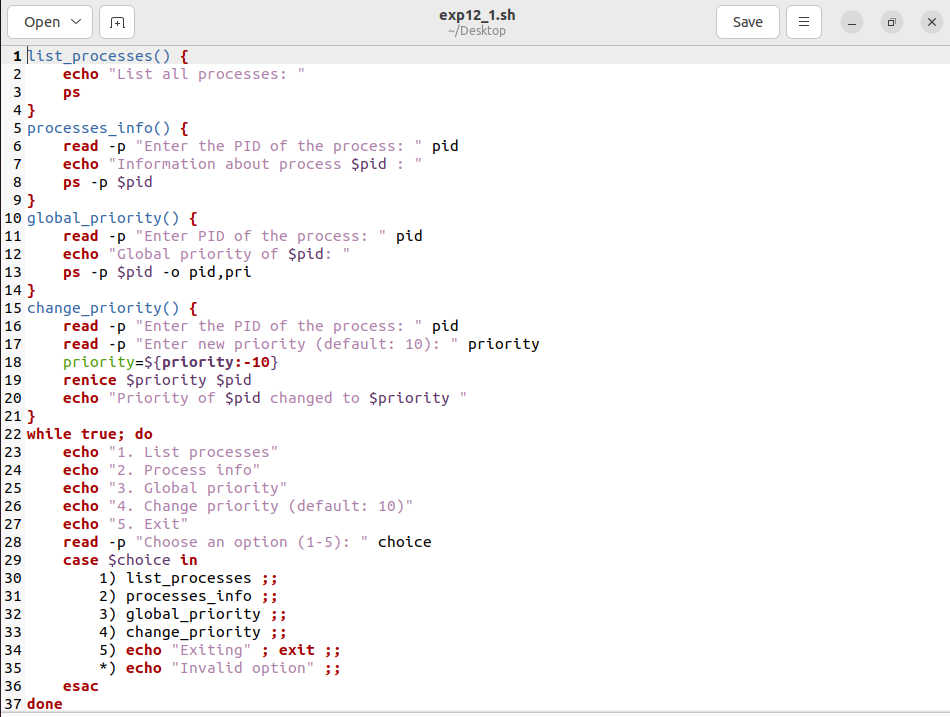 Open
exp12_1.sh
~/Desktop
Save
1 list_processes() {
2     echo "List all processes: "
3     ps
4 }
5 processes_info() {
6     read -p "Enter the PID of the process: " pid
7     echo "Information about process $pid : "
8     ps -p $pid
9 }
10 global_priority() {
11     read -p "Enter PID of the process: " pid
12     echo "Global priority of $pid: "
13     ps -p $pid -o pid,pri
14 }
15 change_priority() {
16     read -p "Enter the PID of the process: " pid
17     read -p "Enter new priority (default: 10): " priority
18     priority=${priority:-10}
19     renice $priority $pid
20     echo "Priority of $pid changed to $priority "
21 }
22 while true; do
23     echo "1. List processes"
24     echo "2. Process info"
25     echo "3. Global priority"
26     echo "4. Change priority (default: 10)"
27     echo "5. Exit"
28     read -p "Choose an option (1-5): " choice
29     case $choice in
30         1) list_processes ;;
31         2) processes_info ;;
32         3) global_priority ;;
33         4) change_priority ;;
34         5) echo "Exiting" ; exit ;;
35         *) echo "Invalid option" ;;
36     esac
37 done